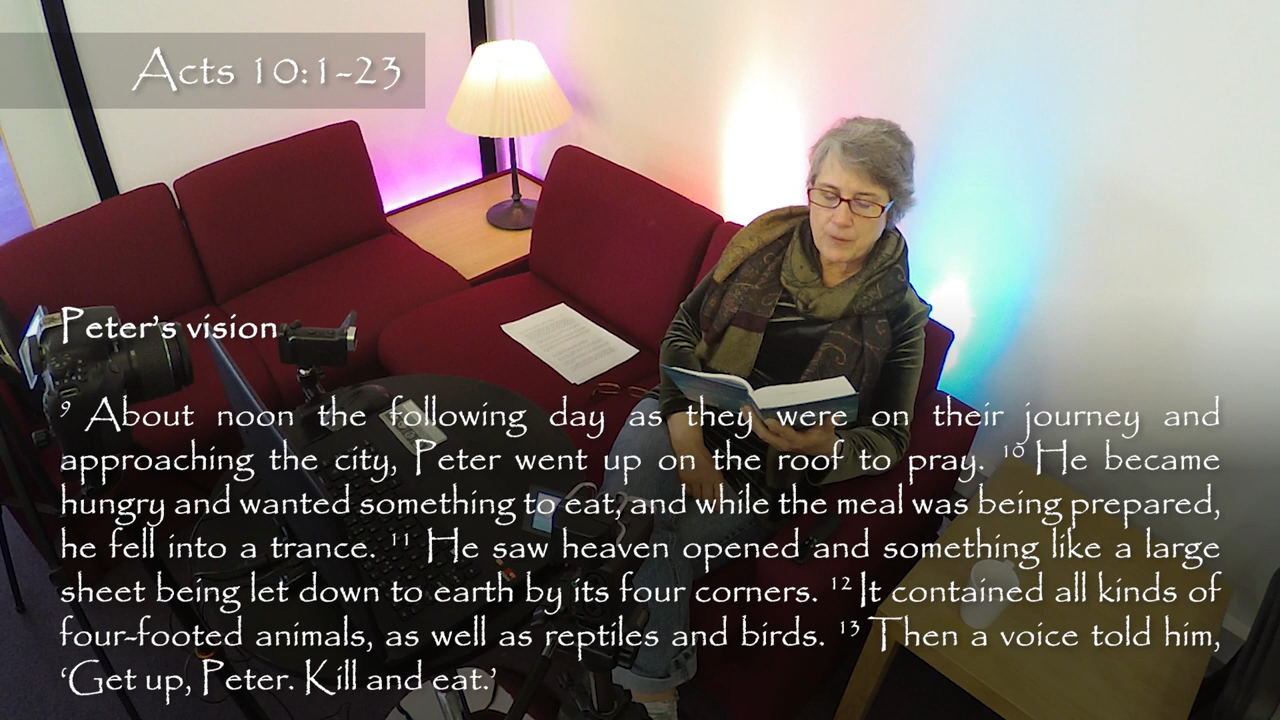 Acts 10:1-23
Peter's vision
⁹ About noon the following day as they were on their journey and
approaching the city, Peter went up on the roof to pray. ¹⁰ He became
hungry and wanted something to eat, and while the meal was being prepared,
he fell into a trance. ¹¹ He saw heaven opened and something like a large
sheet being let down to earth by its four corners. ¹² It contained all kinds of
four-footed animals, as well as reptiles and birds. ¹³ Then a voice told him,
‘Get up, Peter. Kill and eat.’